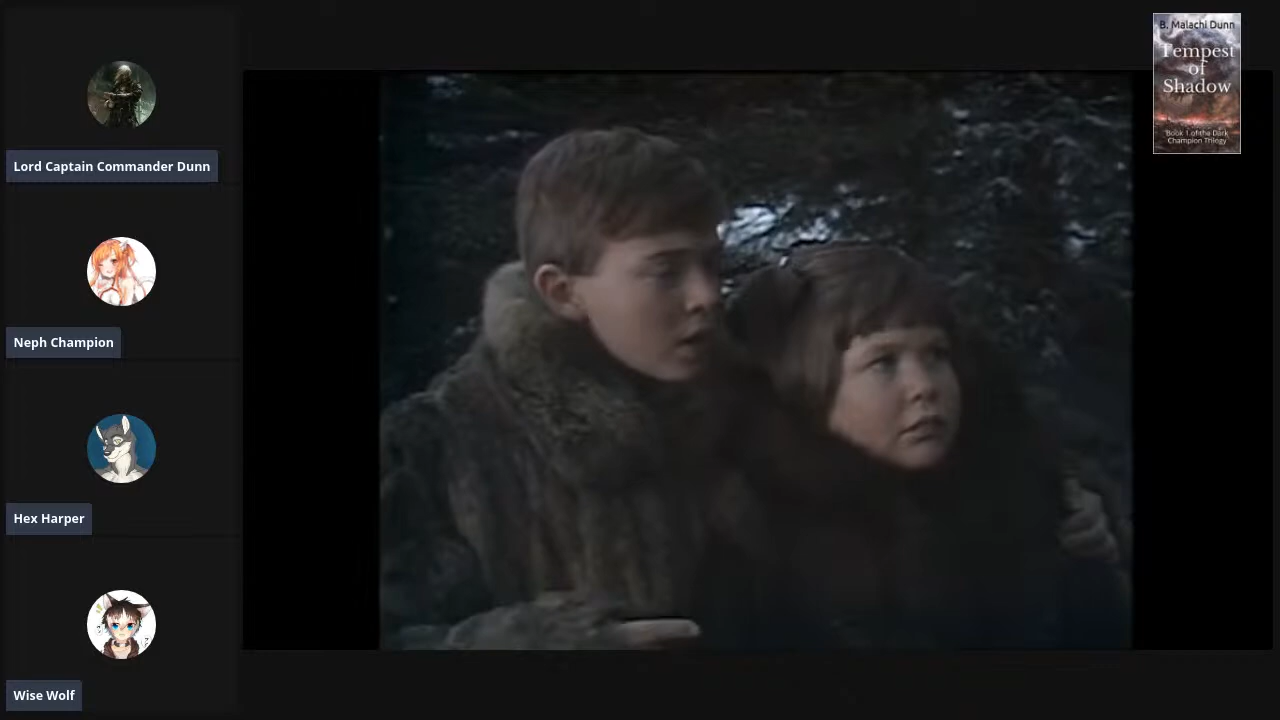 Lord Captain Commander Dunn
Neph Champion
Hex Harper
Wise Wolf
B. Malachi Dunn
Tempest
of
Shadow
Book 1 of the Dark
Champion Trilogy